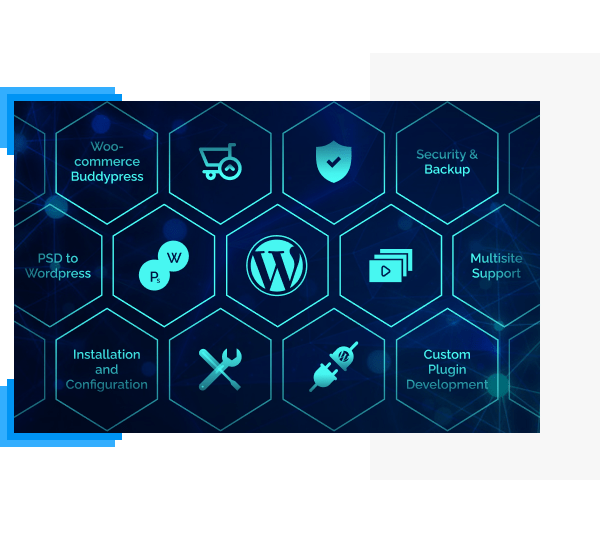 Woo-
commerce
Buddypress
Security &
Backup
PSD to
Wordpress
Ps
W
W
Multisite
Support
Installation
and
Configuration
W
Custom
Plugin
Development